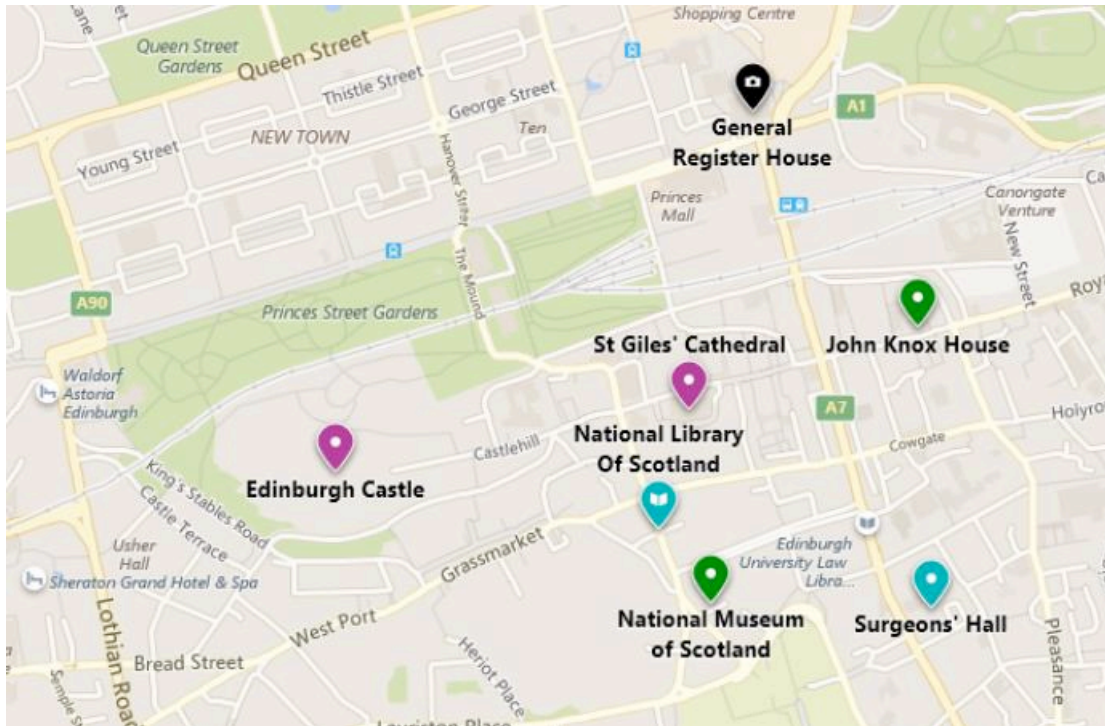 Shopping Centre
Queen Street
Gardens
Queen Street
Thistle Street
George Street
General
Register House
A1
NEW TOWN
Ten
Young Street
Hanover Street
Princes
Mall
Canongate
Venture
New Street
A90
Princes Street Gardens
The Mound
St Giles' Cathedral
John Knox House
Waldorf
Astoria
Edinburgh
A7
National Library
Of Scotland
Castlehill
Cowgate
Edinburgh Castle
King's Stables Road
Castle Terrace
Usher
Hall
Sheraton Grand Hotel & Spa
Grassmarket
Edinburgh
University Law
Libra...
National Museum
of Scotland
Surgeons' Hall
Lothian Road
West Port
Bread Street
Heriot Place
Pleasance
Lauriston Place